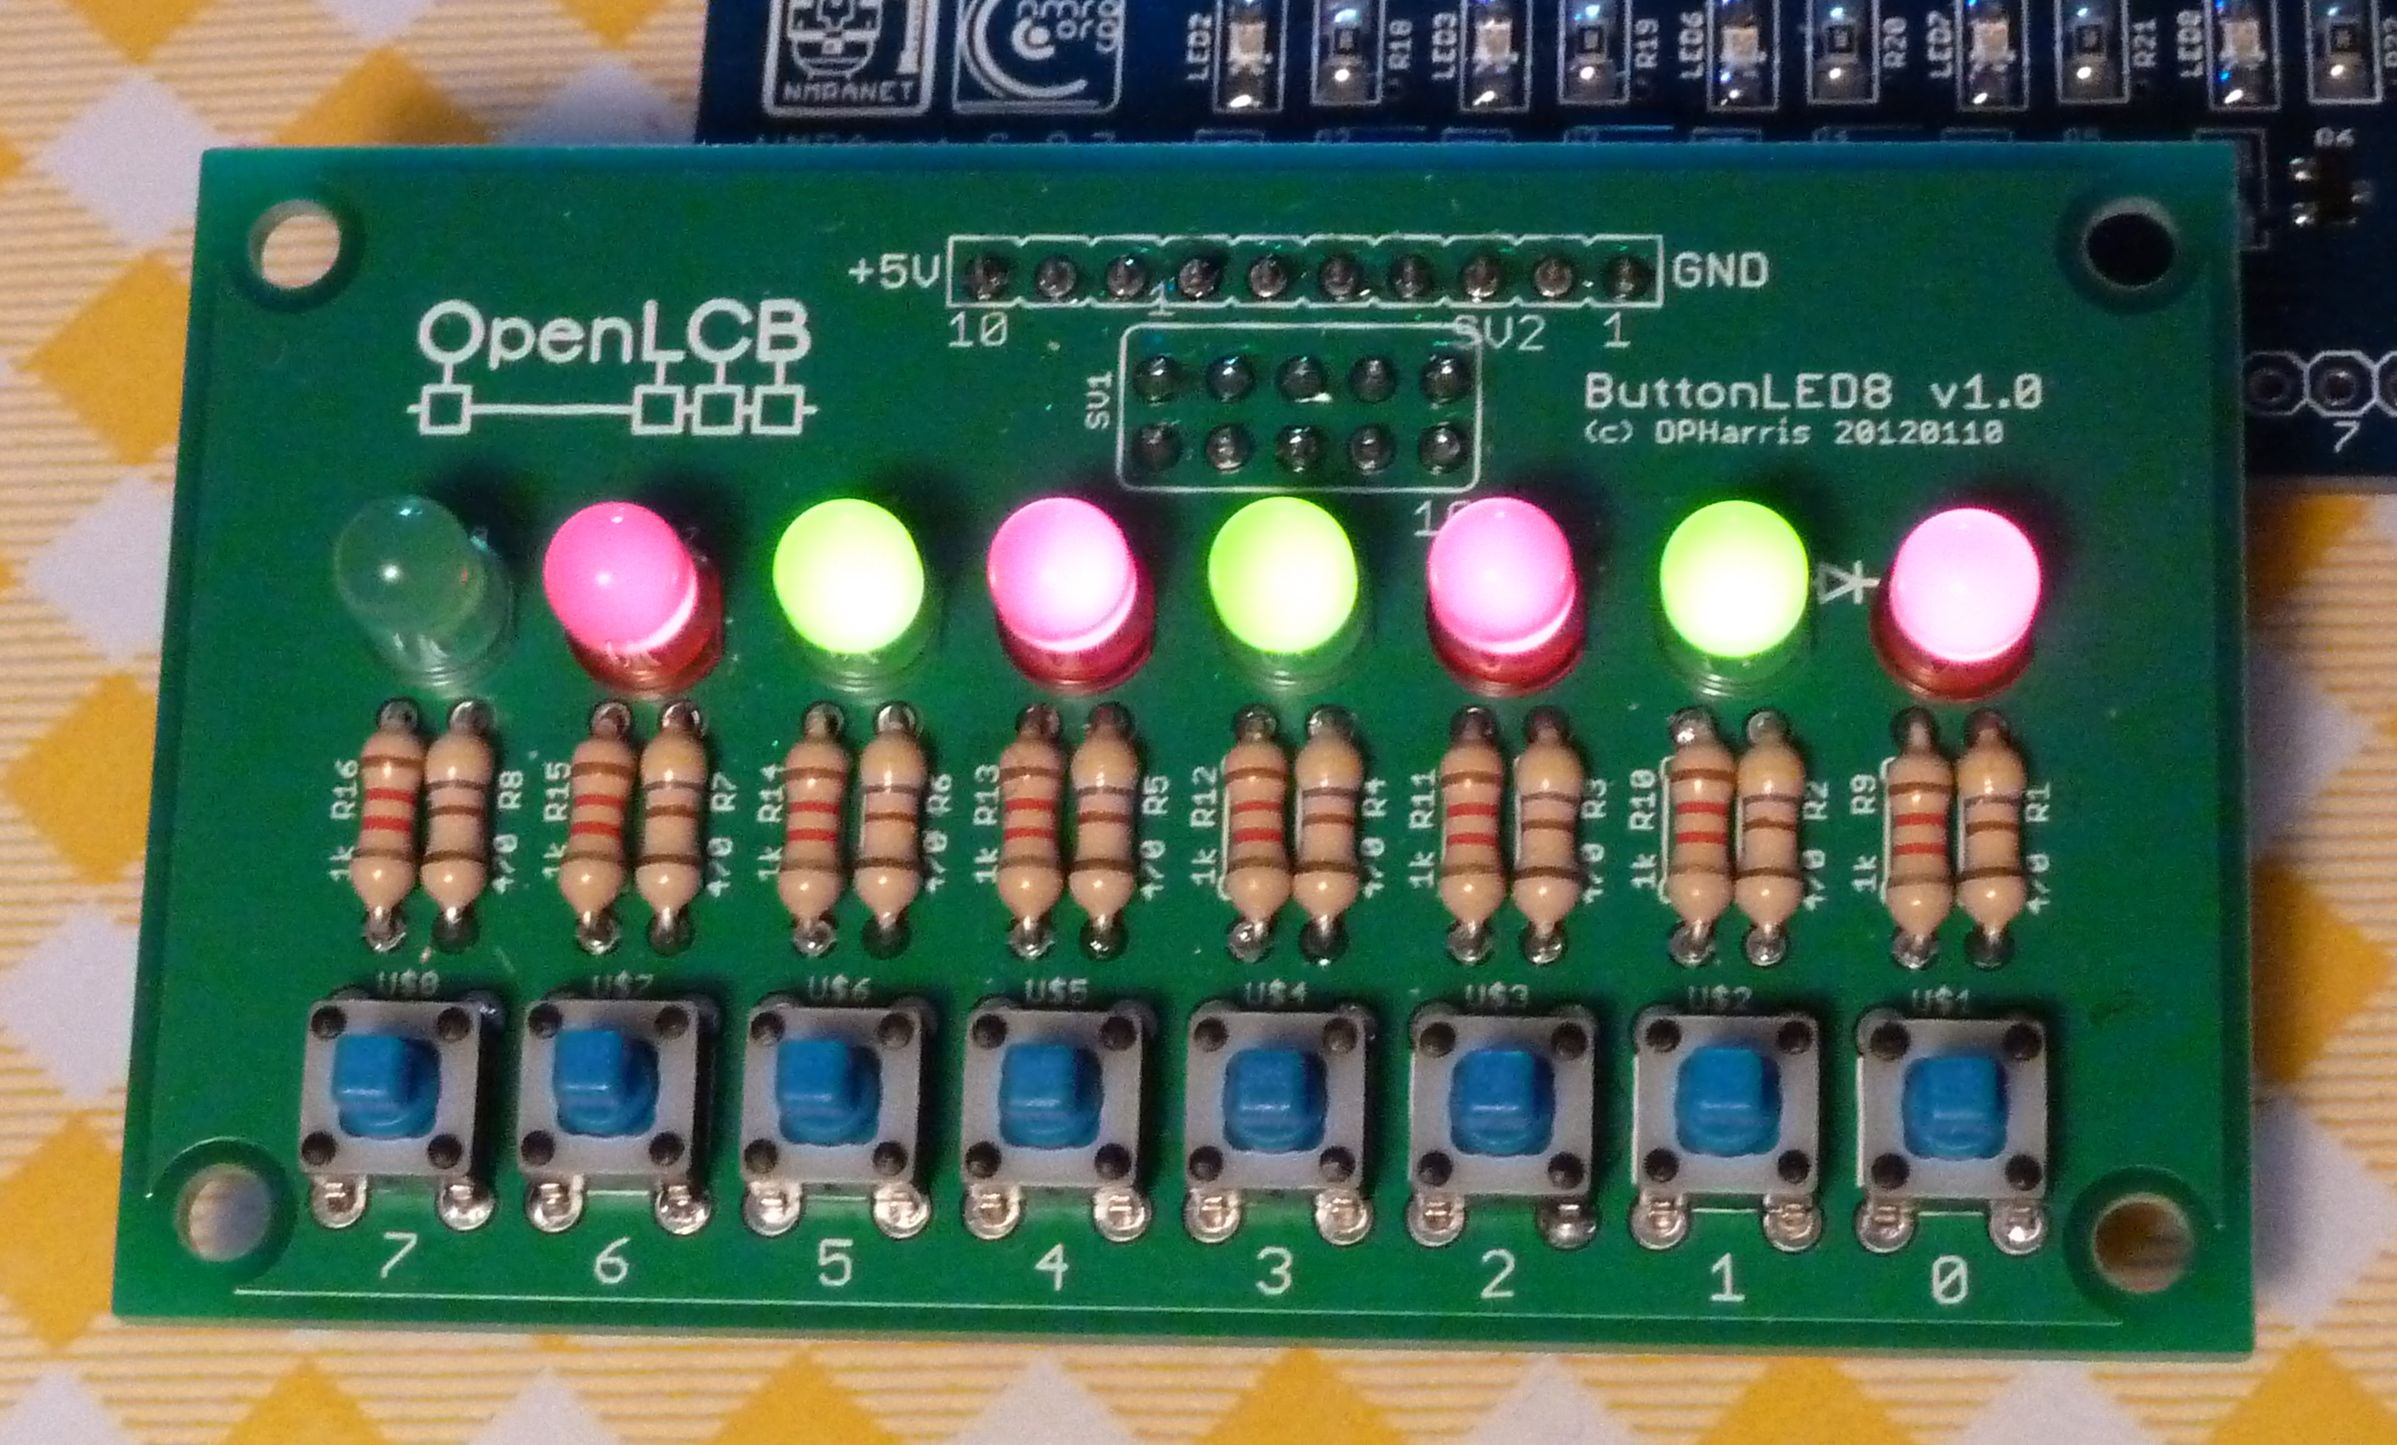 NMRANET
LED2
R18
LED3
R19
LED6
R20
LED7
R21
LED8
Q6
7
+5V
GND
10
1
SV2
1
OpenLCB
SV1
ButtonLED8 v1.0
(c) DPHarris 20120110
1k R16
470 R8
1k R15
470 R7
1k R14
470 R6
1k R13
470 R5
1k R12
470 R4
1k R11
470 R3
1k R10
470 R2
1k R9
470 R1
U$8 U$7 U$6 U$5 U$4 U$3 U$2 U$1
7 6 5 4 3 2 1 0